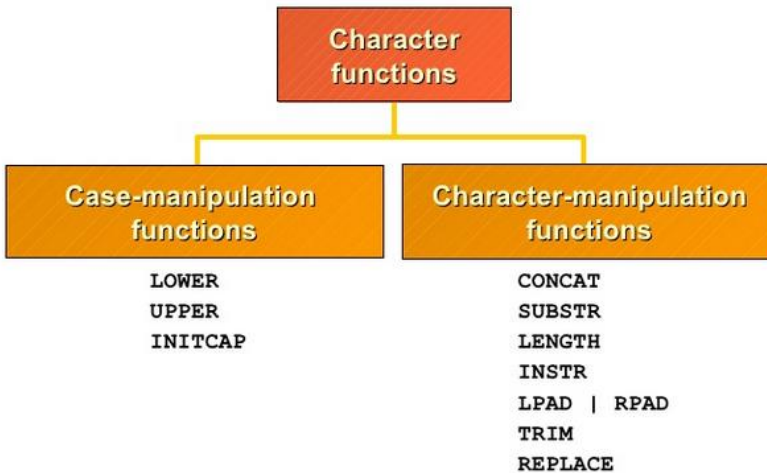 Character
functions
Case-manipulation
functions
LOWER
UPPER
INITCAP
Character-manipulation
functions
CONCAT
SUBSTR
LENGTH
INSTR
LPAD | RPAD
TRIM
REPLACE